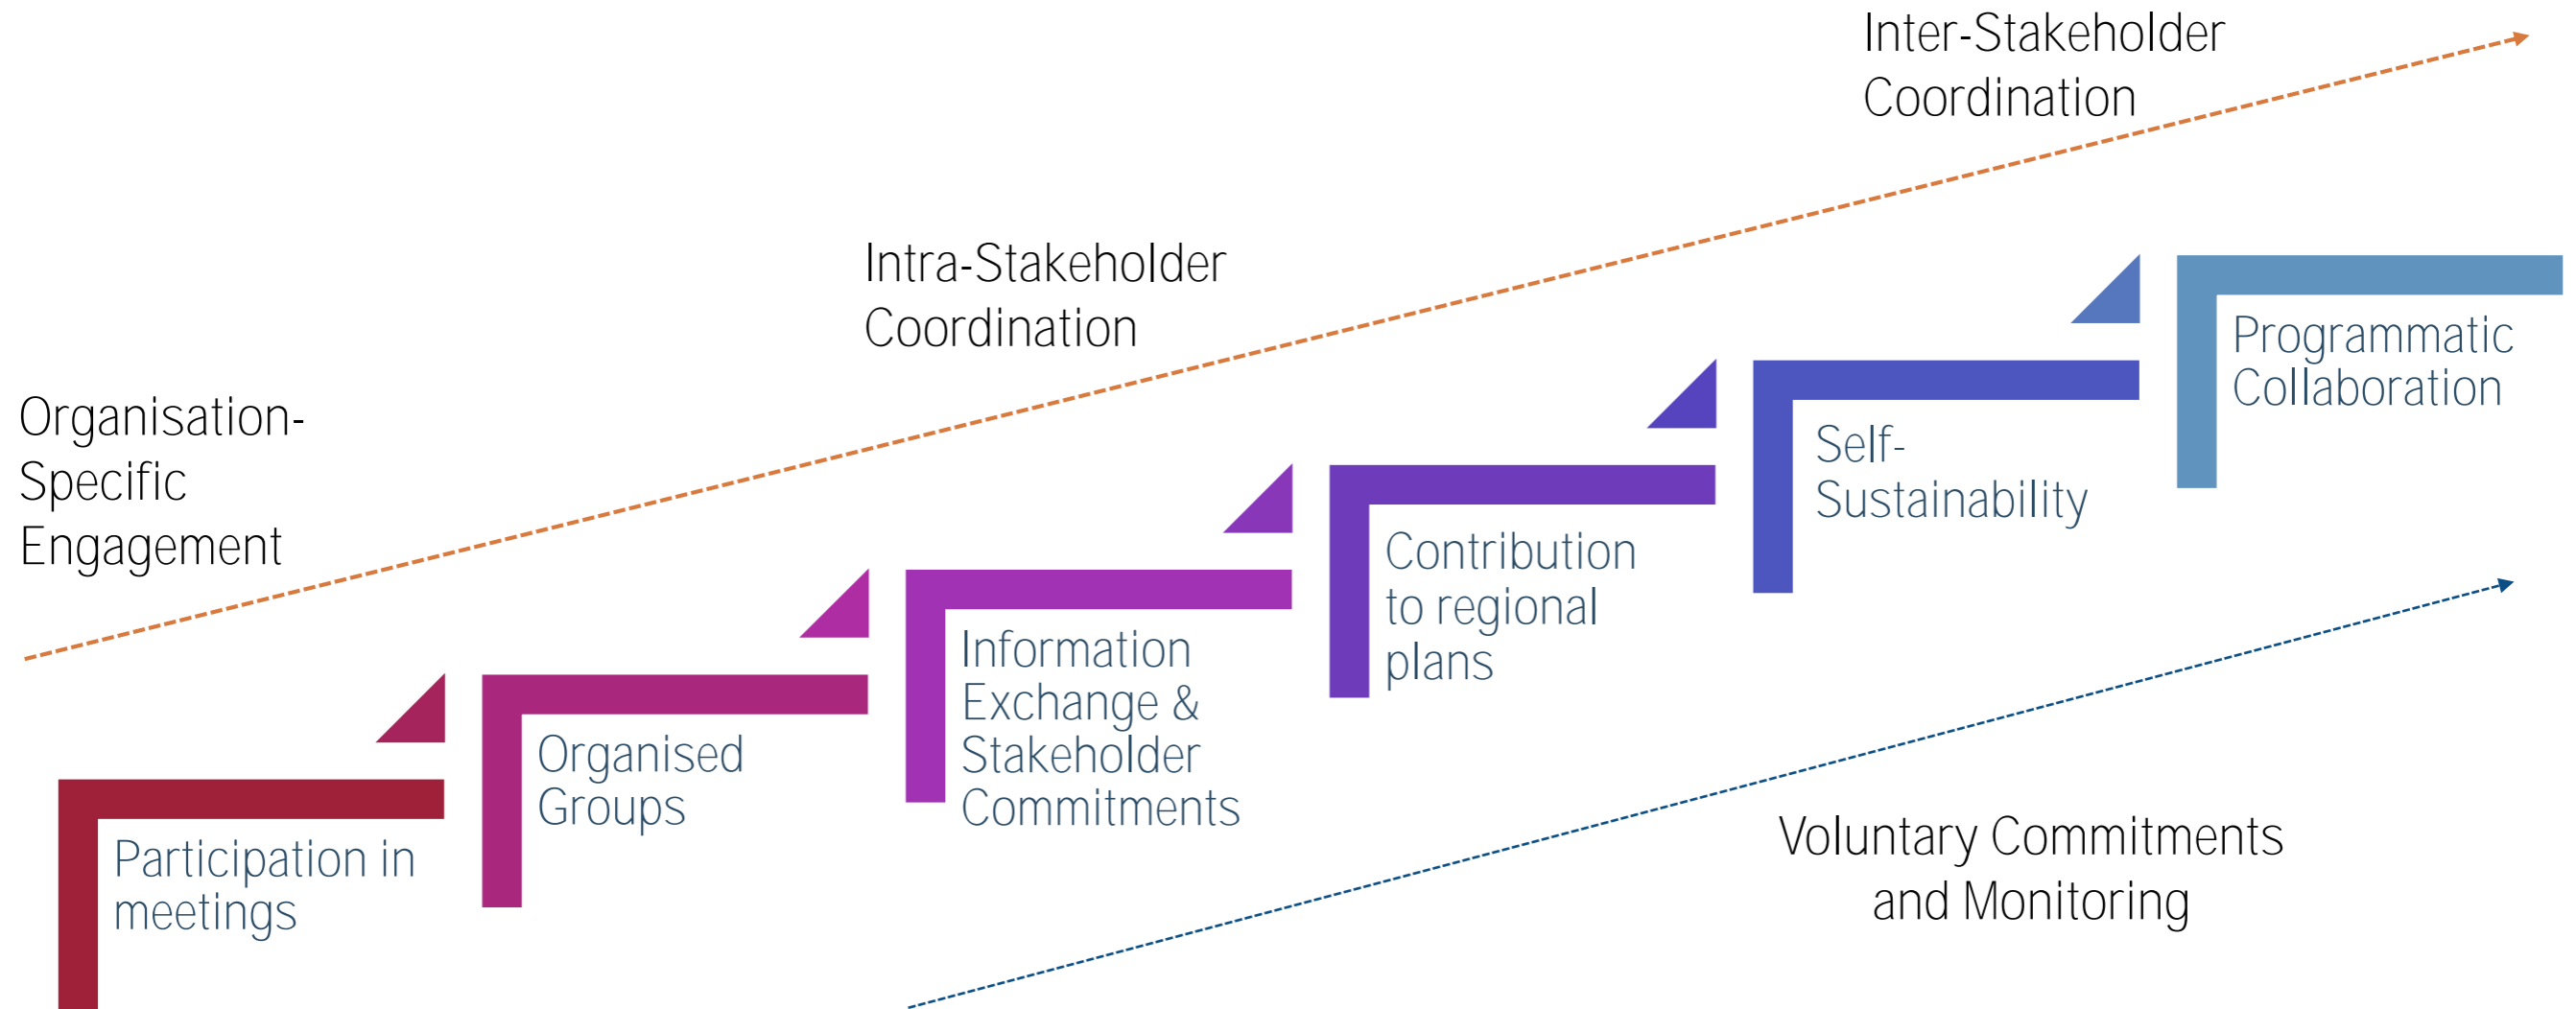 Inter-Stakeholder
Coordination
Intra-Stakeholder
Coordination
Organisation-
Specific
Engagement
Programmatic
Collaboration
Self-
Sustainability
Contribution
to regional
plans
Information
Exchange &
Stakeholder
Commitments
Organised
Groups
Participation in
meetings
Voluntary Commitments
and Monitoring